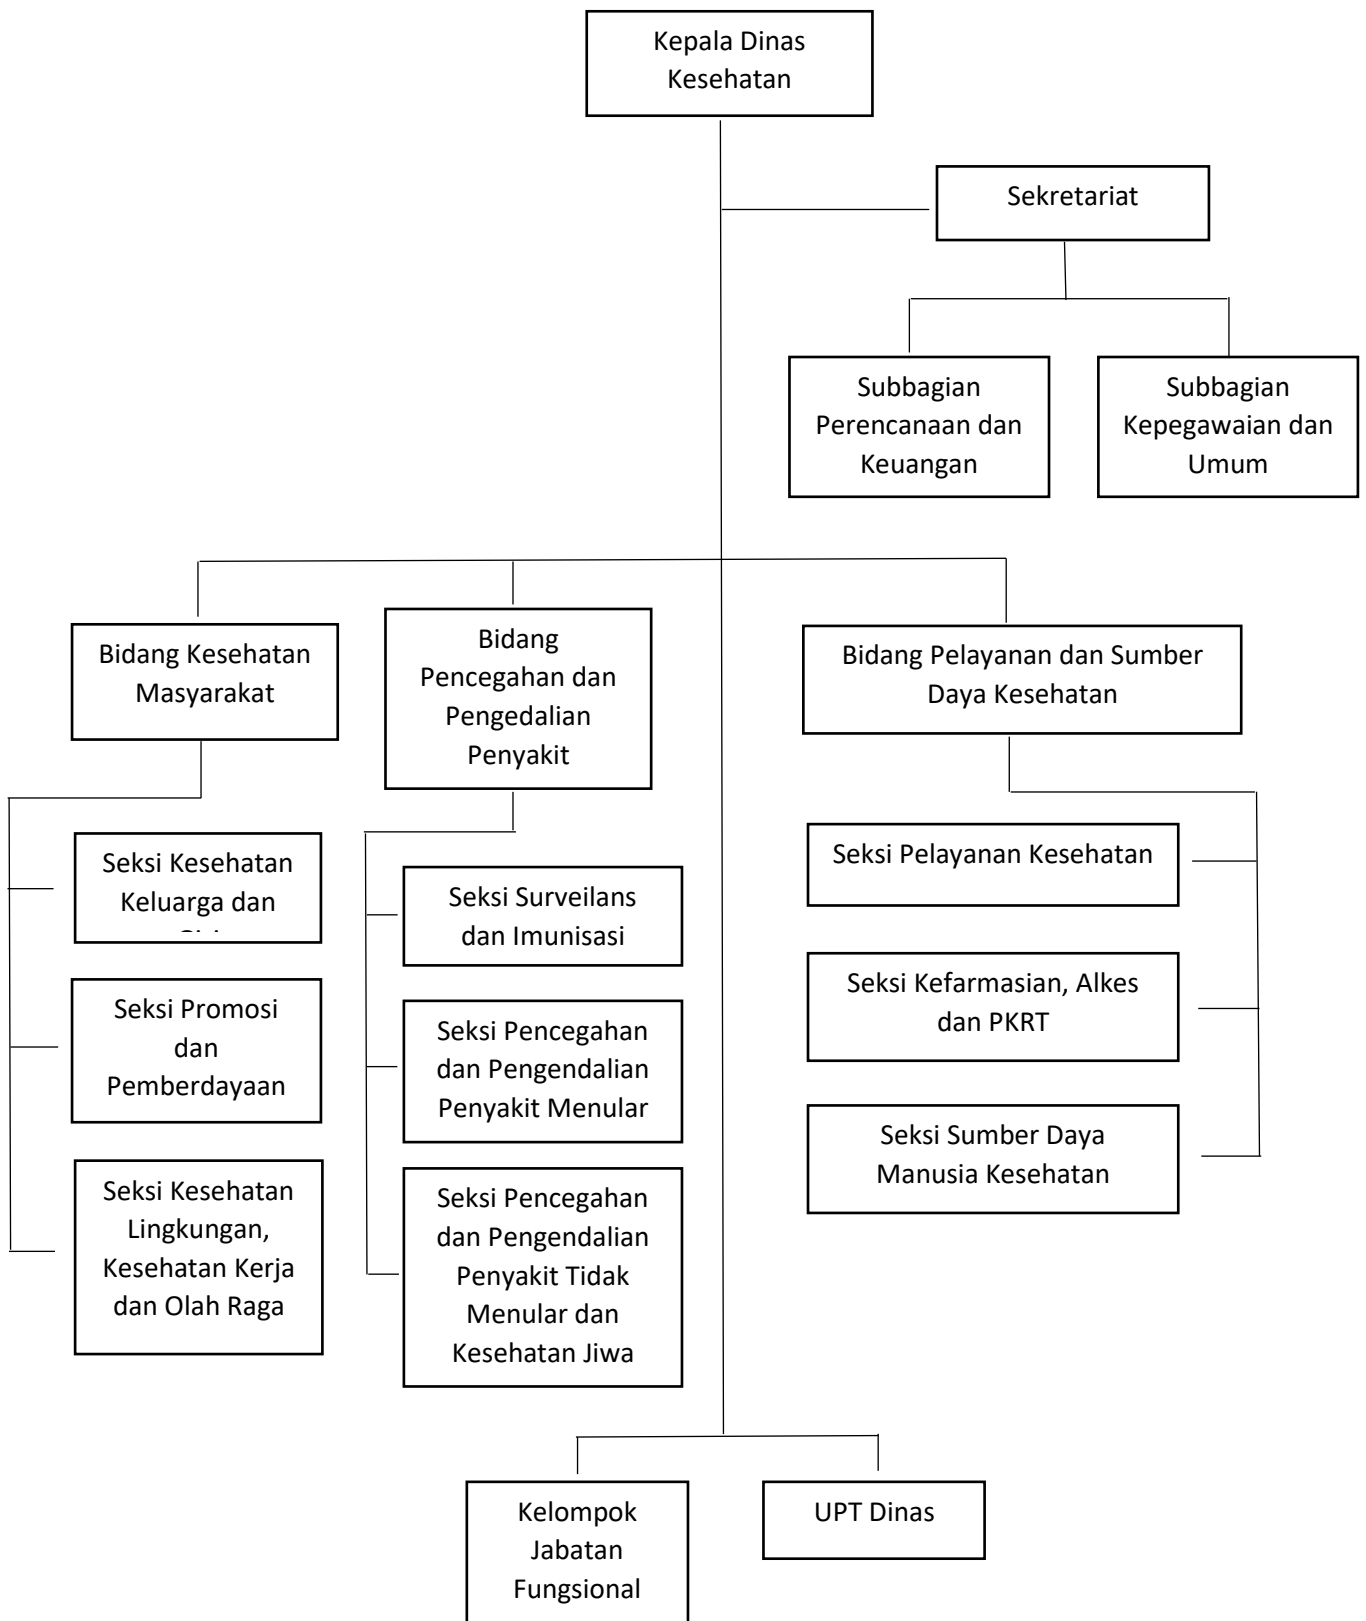 Kepala Dinas
Kesehatan
Sekretariat
Subbagian
Perencanaan dan
Keuangan
Subbagian
Kepegawaian dan
Umum
Bidang Kesehatan
Masyarakat
Bidang
Pencegahan dan
Pengedalian
Penyakit
Bidang Pelayanan dan Sumber
Daya Kesehatan
Seksi Kesehatan
Keluarga dan
Seksi Promosi
dan
Pemberdayaan
Seksi Kesehatan
Lingkungan,
Kesehatan Kerja
dan Olah Raga
Seksi Surveilans
dan Imunisasi
Seksi Pencegahan
dan Pengendalian
Penyakit Menular
Seksi Pencegahan
dan Pengendalian
Penyakit Tidak
Menular dan
Kesehatan Jiwa
Seksi Pelayanan Kesehatan
Seksi Kefarmasian, Alkes
dan PKRT
Seksi Sumber Daya
Manusia Kesehatan
Kelompok
Jabatan
Fungsional
UPT Dinas